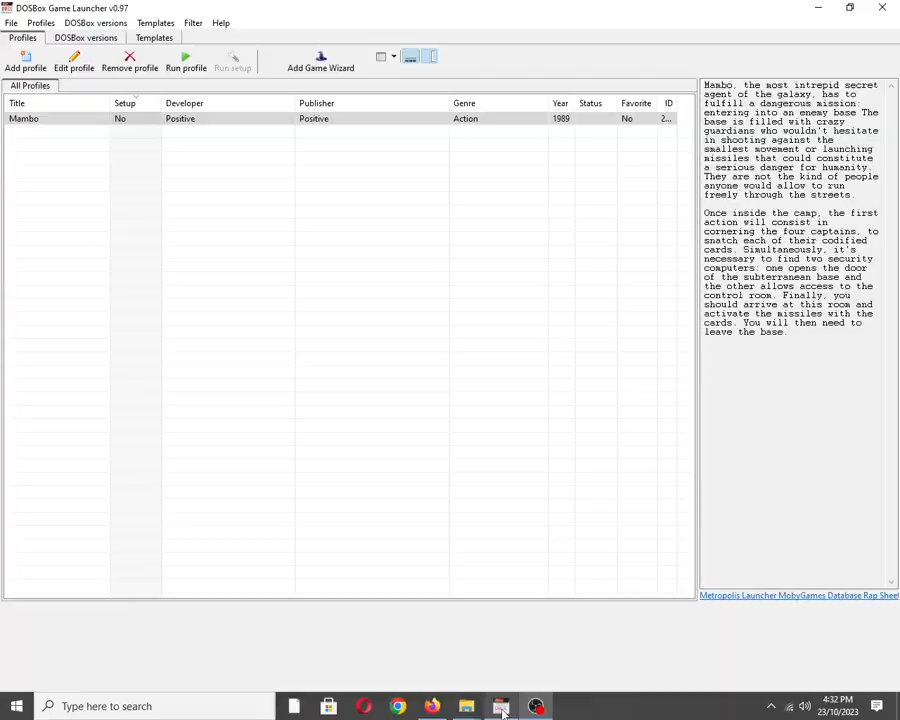 DOSBox Game Launcher v0.97
File Profiles DOSBox versions Templates Filter Help
Profiles DOSBox versions Templates
Add profile Edit profile Remove profile Run profile Run setup Add Game Wizard
All Profiles
Title Setup Developer Publisher Genre Year Status Favorite ID
Mambo No Positive Positive Action 1989 No 2...
Mambo, the most intrepid secret
agent of the galaxy, has to
fulfill a dangerous mission:
entering into an enemy base The
base is filled with crazy
guardians who wouldn't hesitate
in shooting against the
smallest movement or launching
missiles that could constitute
a serious danger for humanity.
They are not the kind of people
anyone would allow to run
freely through the streets.
Once inside the camp, the first
action will consist in
cornering the four captains, to
snatch each of their codified
cards. Simultaneously, it's
necessary to find two security
computers: one opens the door
of the subterranean base and
the other allows access to the
control room. Finally, you
should arrive at this room and
activate the missiles with the
cards. You will then need to
leave the base.
Metropolis Launcher MobyGames Database Rap Sheet
Type here to search
4:32 PM
23/10/2023